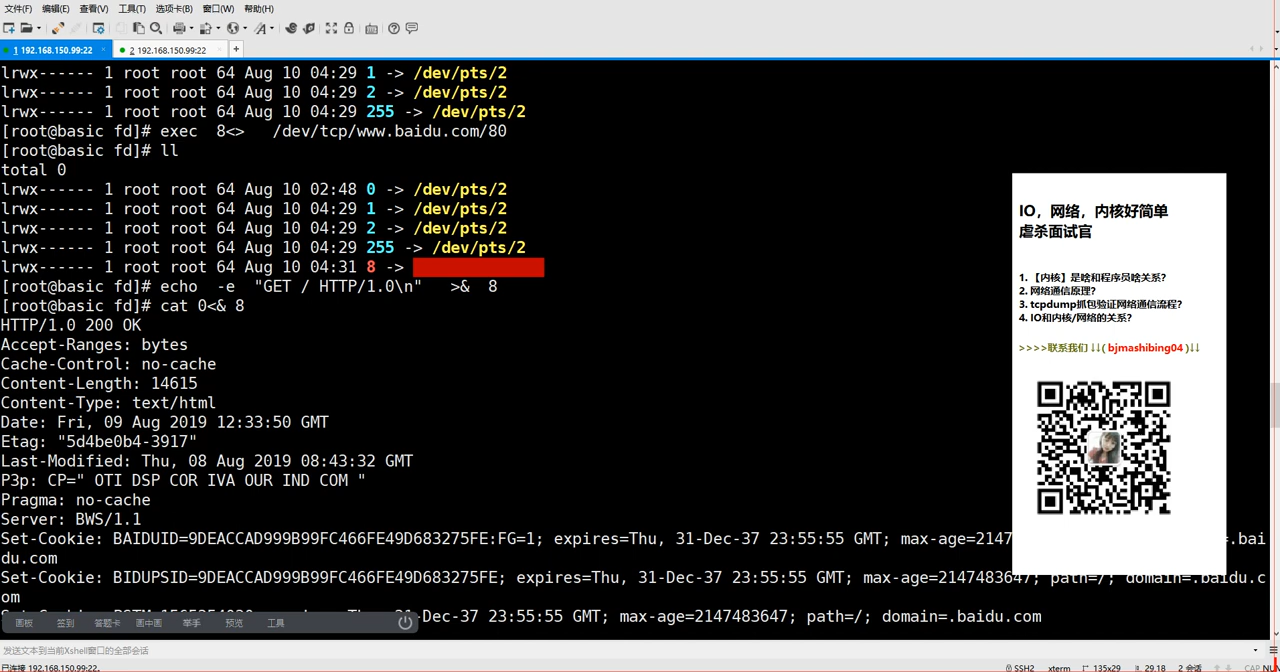 文件(F) 编辑(E) 查看(V) 工具(T) 选项卡(B) 窗口(W) 帮助(H)
1 192.168.150.99:22 × 2 192.168.150.99:22 × +
lrwx------ 1 root root 64 Aug 10 04:29 1 -> /dev/pts/2
lrwx------ 1 root root 64 Aug 10 04:29 2 -> /dev/pts/2
lrwx------ 1 root root 64 Aug 10 04:29 255 -> /dev/pts/2
[root@basic fd]# exec  8<>   /dev/tcp/www.baidu.com/80
[root@basic fd]# ll
total 0
lrwx------ 1 root root 64 Aug 10 02:48 0 -> /dev/pts/2
lrwx------ 1 root root 64 Aug 10 04:29 1 -> /dev/pts/2
lrwx------ 1 root root 64 Aug 10 04:29 2 -> /dev/pts/2
lrwx------ 1 root root 64 Aug 10 04:29 255 -> /dev/pts/2
lrwx------ 1 root root 64 Aug 10 04:31 8 ->
[root@basic fd]# echo  -e  "GET / HTTP/1.0\n"   >&  8
[root@basic fd]# cat 0<& 8
HTTP/1.0 200 OK
Accept-Ranges: bytes
Cache-Control: no-cache
Content-Length: 14615
Content-Type: text/html
Date: Fri, 09 Aug 2019 12:33:50 GMT
Etag: "5d4be0b4-3917"
Last-Modified: Thu, 08 Aug 2019 08:43:32 GMT
P3p: CP=" OTI DSP COR IVA OUR IND COM "
Pragma: no-cache
Server: BWS/1.1
Set-Cookie: BAIDUID=9DEACCAD999B99FC466FE49D683275FE:FG=1; expires=Thu, 31-Dec-37 23:55:55 GMT; max-age=2147 =.bai
du.com
Set-Cookie: BIDUPSID=9DEACCAD999B99FC466FE49D683275FE; expires=Thu, 31-Dec-37 23:55:55 GMT; max-age=2147483647; path=/; domain=.baidu.c
om
-Dec-37 23:55:55 GMT; max-age=2147483647; path=/; domain=.baidu.com
IO，网络，内核好简单
虐杀面试官
1. 【内核】是啥和程序员啥关系？
2. 网络通信原理？
3. tcpdump抓包验证网络通信流程？
4. IO和内核/网络的关系？
>>>>联系我们↓↓( bjmashibing04 )↓↓
画板 签到 答题卡 画中画 举手 预览 工具
发送文本到当前Xshell窗口的全部会话
已连接 192.168.150.99:22。 SSH2 xterm 135x29 29,18 2 会话 CAP NUM